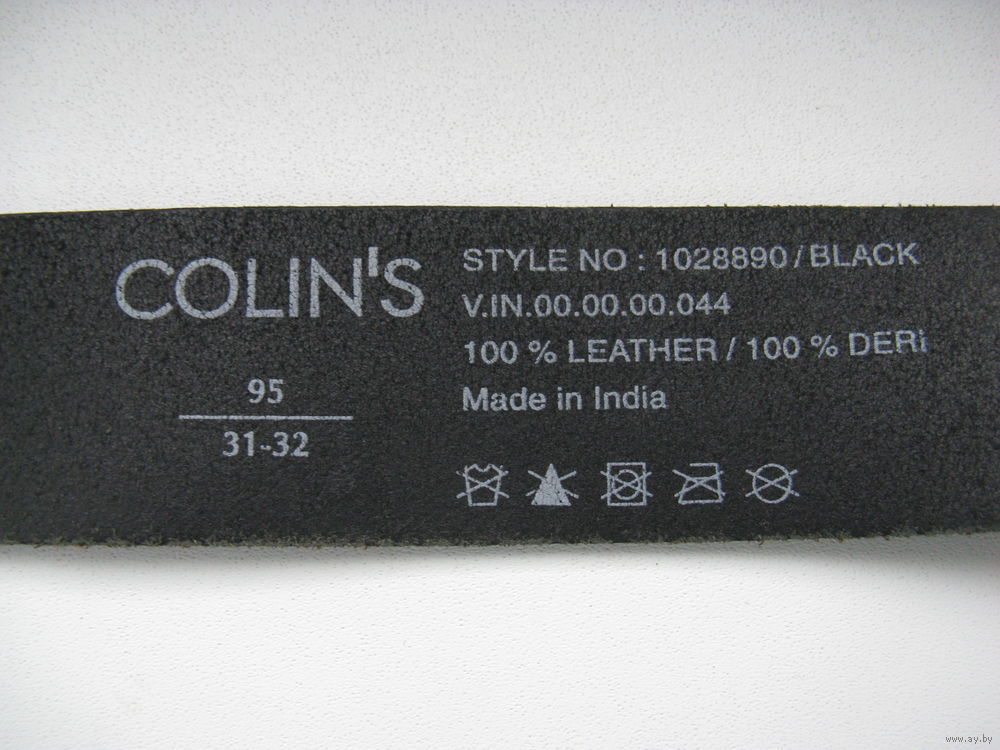 COLIN'S
95
31-32
STYLE NO : 1028890 / BLACK
V.IN.00.00.00.044
100 % LEATHER / 100 % DERi
Made in India
www.ay.by